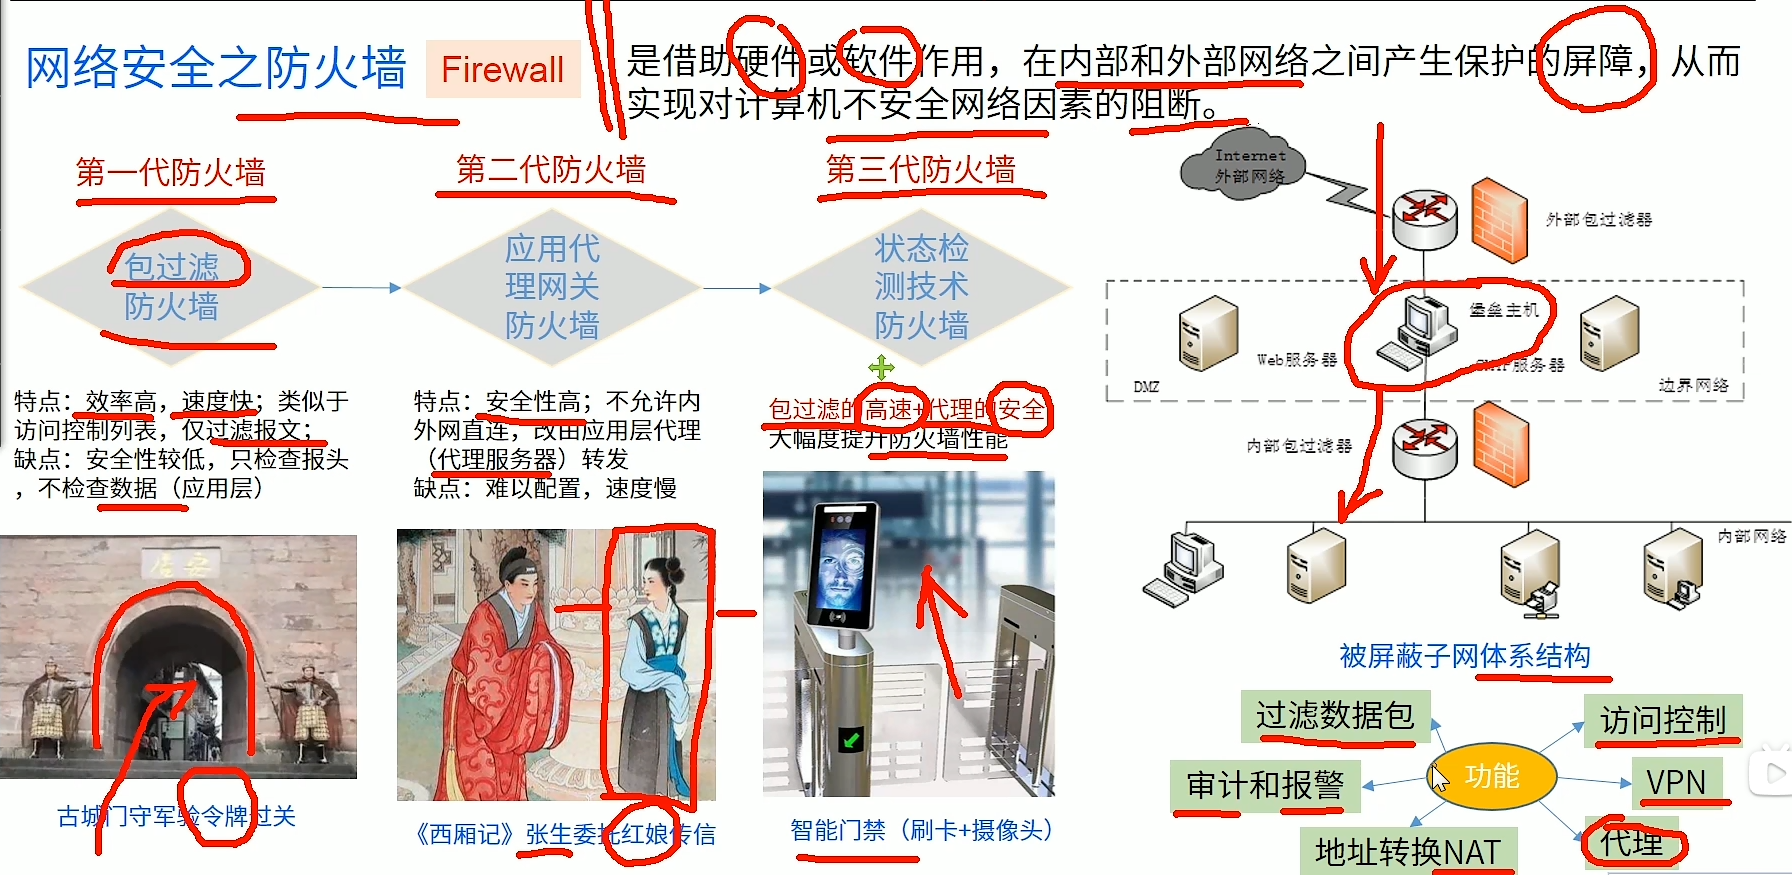 网络安全之防火墙
Firewall
是借助硬件或软件作用，在内部和外部网络之间产生保护的屏障，从而
实现对计算机不安全网络因素的阻断。
第一代防火墙
第二代防火墙
第三代防火墙
包过滤
防火墙
应用代
理网关
防火墙
状态检
测技术
防火墙
特点：效率高，速度快；类似于
访问控制列表，仅过滤报文；
缺点：安全性较低，只检查报头
，不检查数据（应用层）
特点：安全性高；不允许内
外网直连，改由应用层代理
（代理服务器）转发
缺点：难以配置，速度慢
包过滤的高速+代理的安全
大幅度提升防火墙性能
古城门守军验令牌过关
《西厢记》张生委托红娘传信
智能门禁（刷卡+摄像头）
Internet
外部网络
外部包过滤器
堡垒主机
Web服务器
服务器
DMZ
边界网络
内部包过滤器
内部网络
被屏蔽子网体系结构
过滤数据包
访问控制
审计和报警
功能
VPN
地址转换NAT
代理